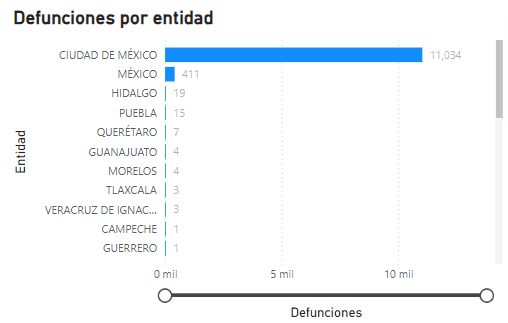 Defunciones por entidad
CIUDAD DE MÉXICO 11,034
MÉXICO 411
HIDALGO 19
PUEBLA 15
QUERÉTARO 7
GUANAJUATO 4
MORELOS 4
TLAXCALA 3
VERACRUZ DE IGNAC... 3
CAMPECHE 1
GUERRERO 1
Entidad
0 mil 5 mil 10 mil
Defunciones